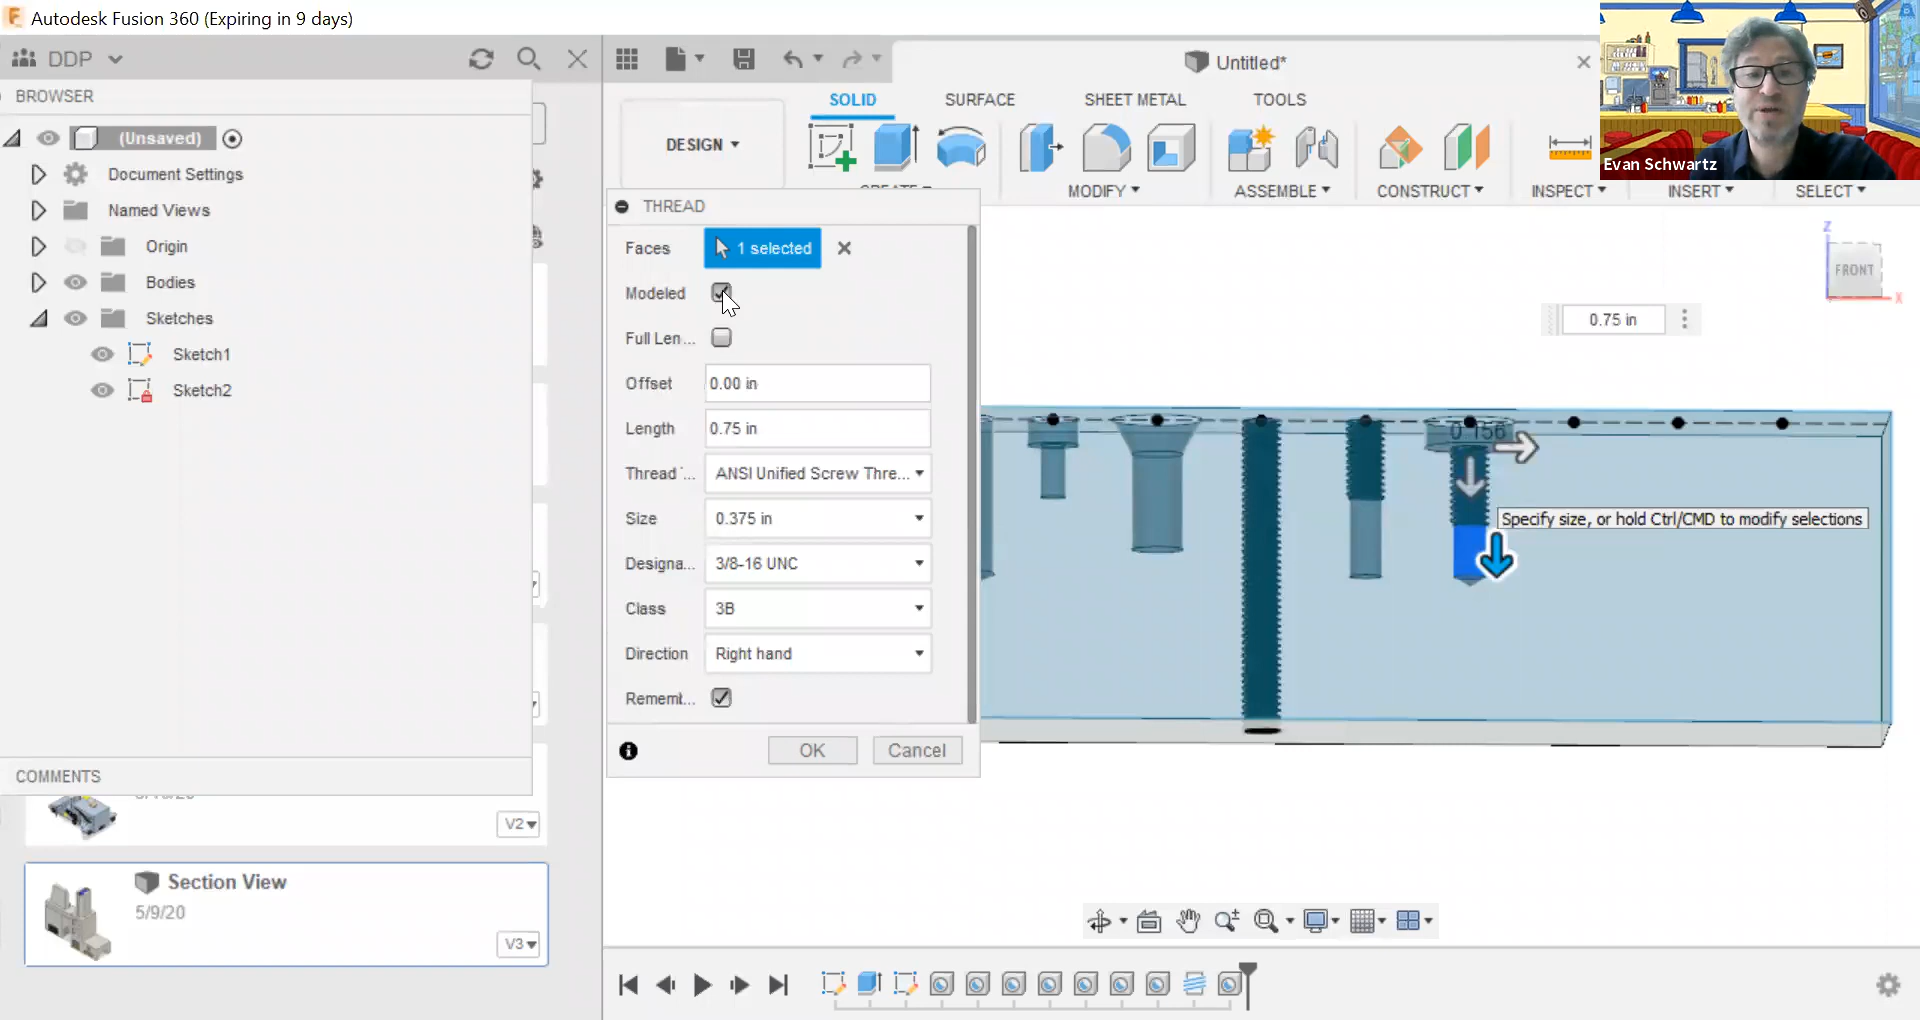 Autodesk Fusion 360 (Expiring in 9 days)
DDP
Untitled*
BROWSER
(Unsaved)
Document Settings
Named Views
Origin
Bodies
Sketches
Sketch1
Sketch2
COMMENTS
V2
Section View
5/9/20
V3
SOLID
SURFACE
SHEET METAL
TOOLS
DESIGN
MODIFY
ASSEMBLE
CONSTRUCT
INSPECT
INSERT
SELECT
Evan Schwartz
THREAD
Faces
1 selected
Modeled
Full Len...
Offset
0.00 in
Length
0.75 in
Thread ...
ANSI Unified Screw Thre...
Size
0.375 in
Designa...
3/8-16 UNC
Class
3B
Direction
Right hand
Rememb...
OK
Cancel
Z
FRONT
X
0.75 in
0.156
Specify size, or hold Ctrl/CMD to modify selections